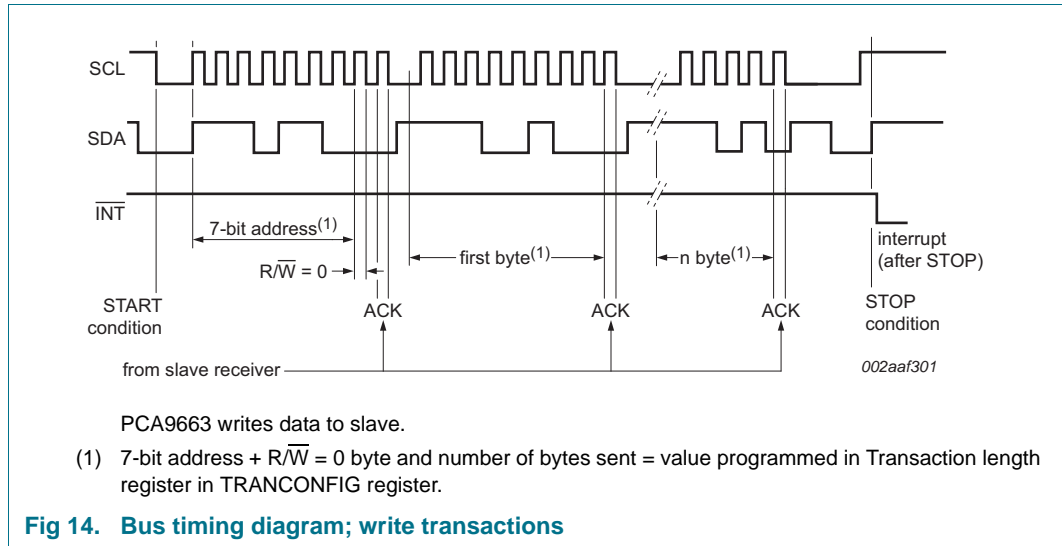 SCL
SDA
INT
7-bit address(1)
R/W = 0
first byte(1)
n byte(1)
interrupt
(after STOP)
START
condition
ACK
ACK
ACK
STOP
condition
from slave receiver
002aaf301
PCA9663 writes data to slave.
(1) 7-bit address + R/W = 0 byte and number of bytes sent = value programmed in Transaction length
register in TRANCONFIG register.
Fig 14. Bus timing diagram; write transactions